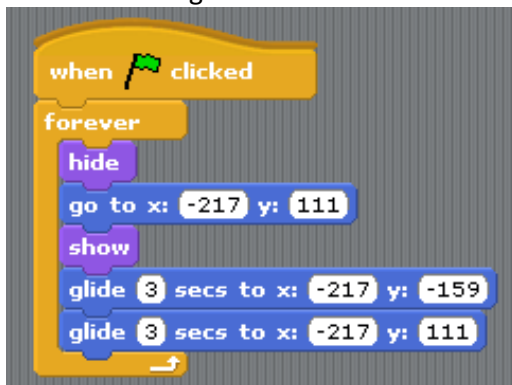 when clicked
forever
hide
go to x: -217 y: 111
show
glide 3 secs to x: -217 y: -159
glide 3 secs to x: -217 y: 111